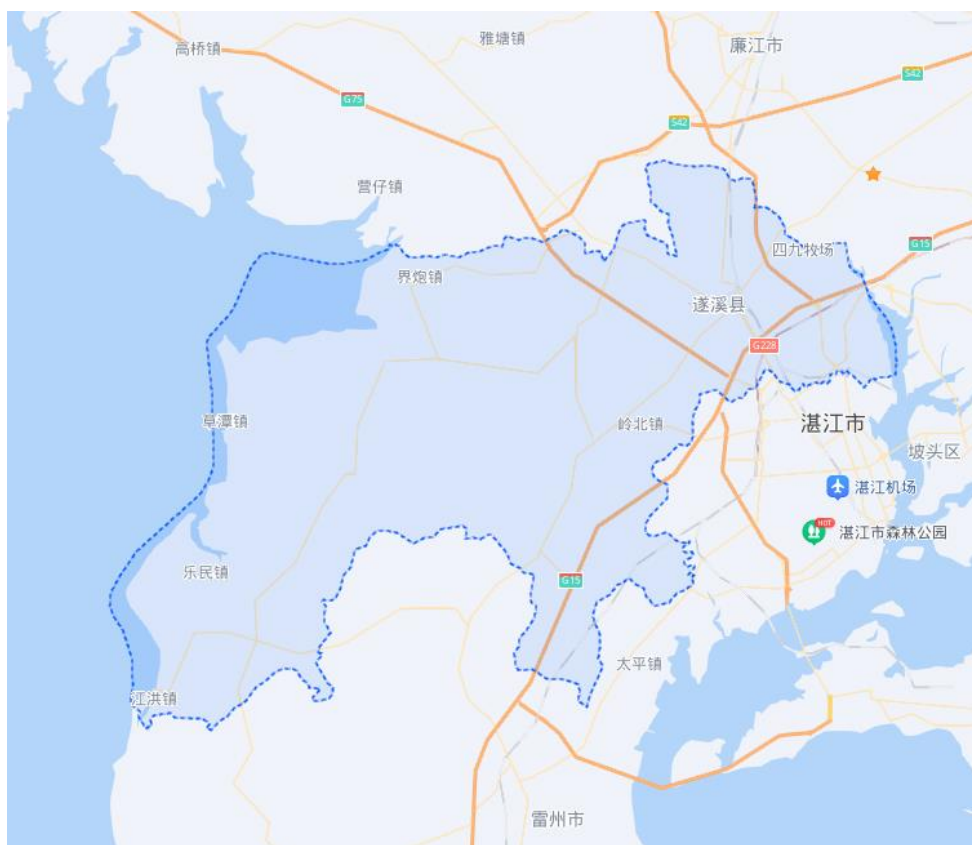 雅塘镇
廉江市
高桥镇
S42
G75
S42
营仔镇
G15
四九牧场
界炮镇
遂溪县
G228
草潭镇
岭北镇
湛江市
坡头区
湛江机场
HOT
湛江市森林公园
乐民镇
G15
太平镇
江洪镇
雷州市